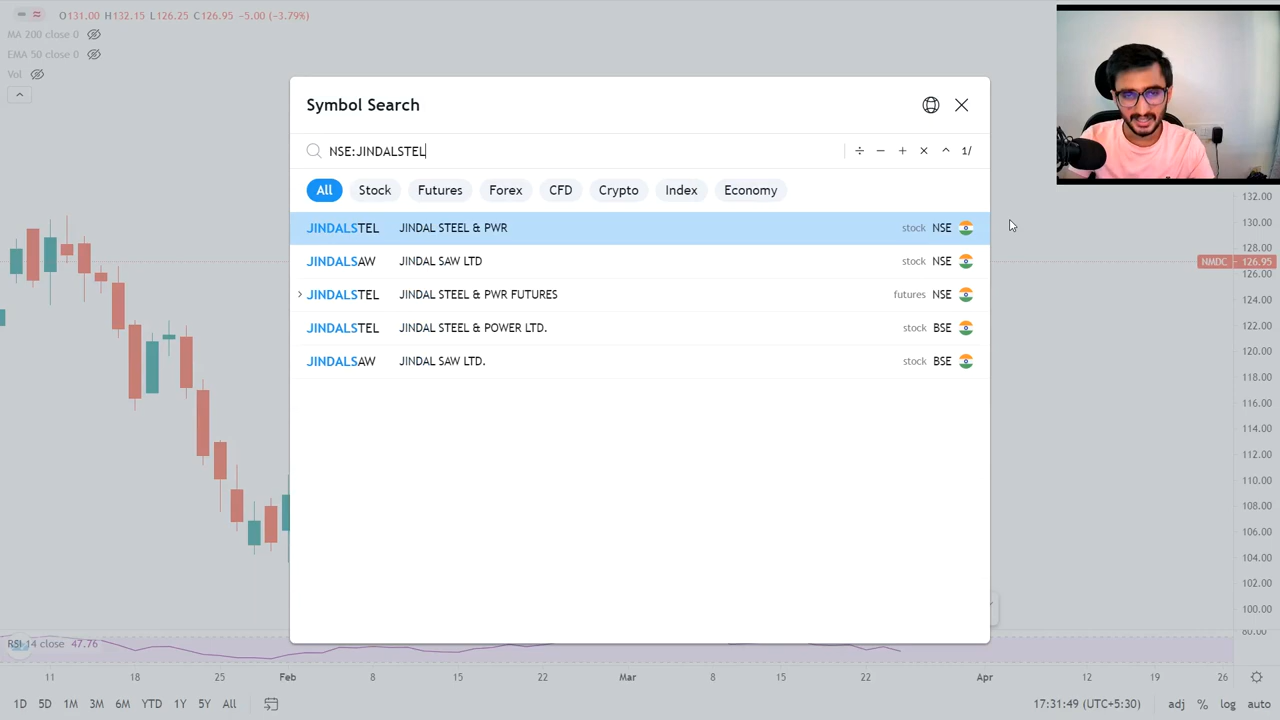 O131.00 H132.15 L126.25 C126.95 -5.00 (-3.79%)
MA 200 close 0
EMA 50 close 0
Vol
Symbol Search
NSE:JINDALSTEL
÷ − + × ^ 1/
All Stock Futures Forex CFD Crypto Index Economy
JINDALSTEL JINDAL STEEL & PWR stock NSE
JINDALSAW JINDAL SAW LTD stock NSE
JINDALSTEL JINDAL STEEL & PWR FUTURES futures NSE
JINDALSTEL JINDAL STEEL & POWER LTD. stock BSE
JINDALSAW JINDAL SAW LTD. stock BSE
132.00
130.00
128.00
NMDC 126.95
126.00
124.00
122.00
120.00
118.00
116.00
114.00
112.00
110.00
108.00
106.00
104.00
102.00
100.00
80.00
RSI 14 close 47.76
11 18 25 Feb 8 15 22 Mar 8 15 22 Apr 12 19 26
1D 5D 1M 3M 6M YTD 1Y 5Y All
17:31:49 (UTC+5:30) adj % log auto